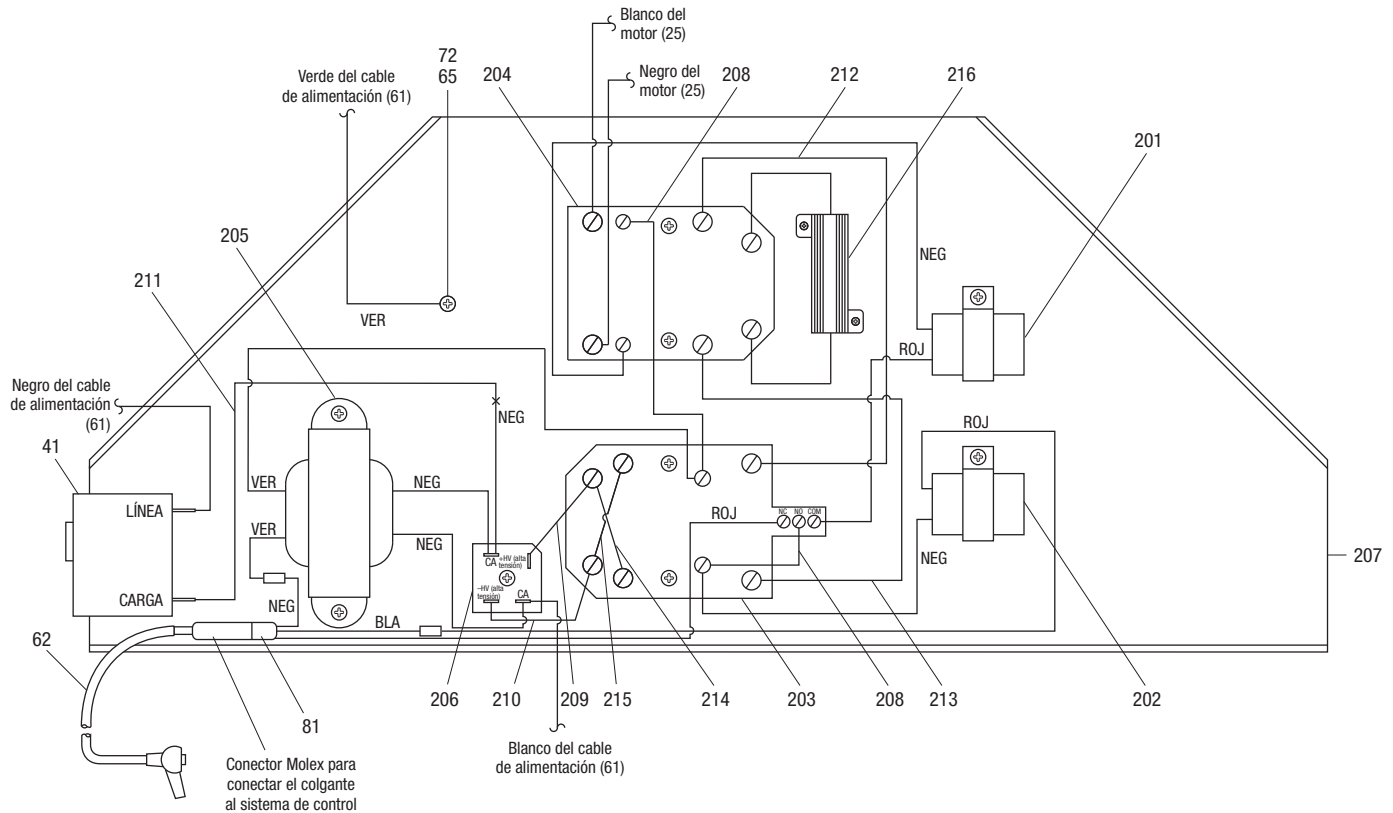 Blanco del
motor (25)
72
65
Verde del cable
de alimentación (61)
204
Negro del
motor (25)
208
212
216
201
205
211
VER
NEG
ROJ
Negro del cable
de alimentación
(61)
41
NEG
ROJ
LÍNEA
VER
NEG
VER
NEG
ROJ
NC
NO
COM
NEG
207
CA
+HV (alta
tensión)
-HV (alta
tensión)
CA
CARGA
NEG
BLA
62
81
206
210
209
215
214
203
208
213
202
Conector Molex para
conectar el colgante
al sistema de control
Blanco del cable
de alimentación (61)